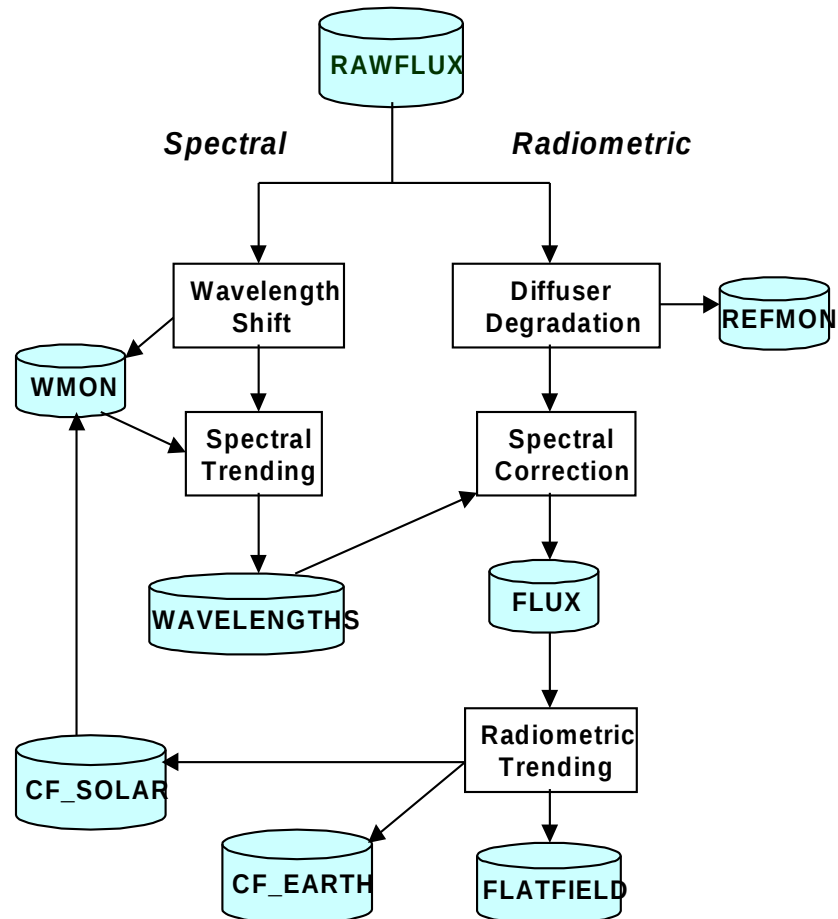 RAWFLUX
Spectral
Radiometric
Wavelength
Shift
Diffuser
Degradation
REFMON
WMON
Spectral
Trending
Spectral
Correction
WAVELENGTHS
FLUX
Radiometric
Trending
CF_SOLAR
CF_EARTH
FLATFIELD